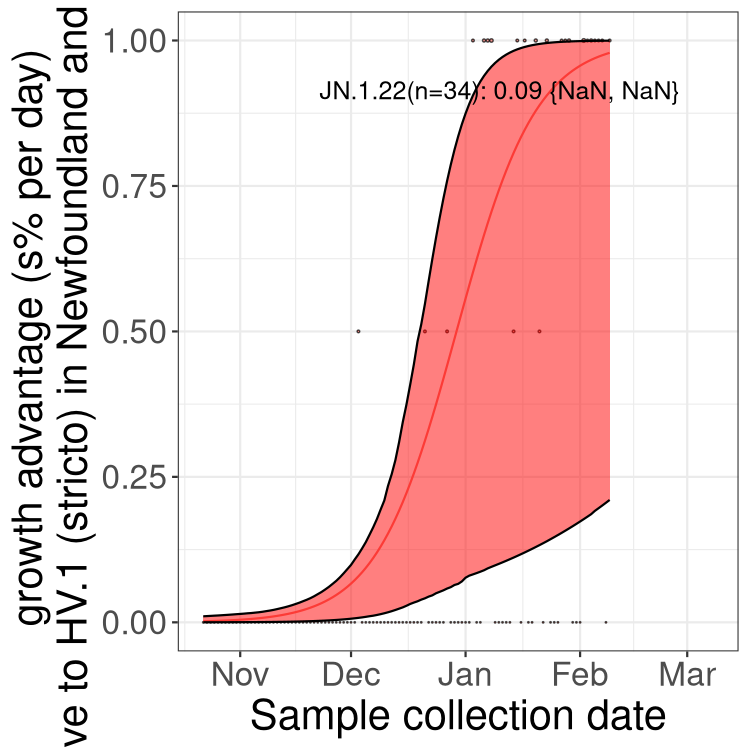 growth advantage (s% per day)
ve to HV.1 (stricto) in Newfoundland and
1.00
0.75
0.50
0.25
0.00
JN.1.22(n=34): 0.09 {NaN, NaN}
Nov Dec Jan Feb Mar
Sample collection date